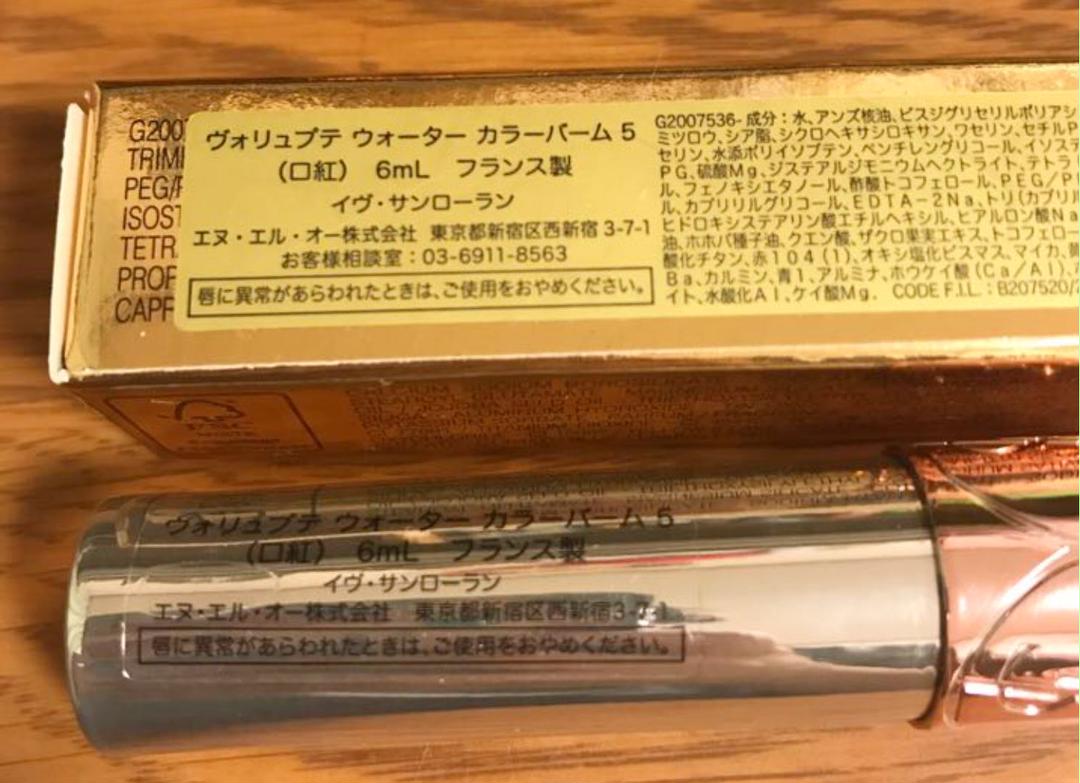 G200
TRIMI
PEG/P
ISOST
TETR
PROP
CAPR
ヴォリュプテ ウォーター カラーバーム 5
(口紅) 6mL フランス製
イヴ・サンローラン
エヌ・エル・オー株式会社 東京都新宿区西新宿 3-7-1
お客様相談室:03-6911-8563
唇に異常があらわれたときは、ご使用をおやめください。
G2007536-成分:水、アンズ核油、ビスジグリセリルポリアシ
ミツロウ、シア脂、シクロヘキサシロキサン、ワセリン、セチルP
セリン、水添ポリイソブテン、ペンチレングリコール、イソステ
PG、硫酸Mg、ジステアルジモニウムヘクトライト、テトラ
ル、フェノキシエタノール、酢酸トコフェロール、PEG/P
ル、カプリリルグリコール、EDTA-2Na、トリ(カプリル
ヒドロキシステアリン酸エチルヘキシル、ヒアルロン酸Na
油、ホホバ種子油、クエン酸、ザクロ果実エキス、トコフェロー
酸化チタン、赤104(1)、オキシ塩化ビスマス、マイカ、黄
Ba、カルミン、青1、アルミナ、ホウケイ酸(Ca/Al)、
イト、水酸化Al、ケイ酸Mg. CODE F.I.L.:B207520/
ヴォリュプテ ウォーター カラーバーム 5
(口紅) 6mL フランス製
イヴ・サンローラン
エヌ・エル・オー株式会社 東京都新宿区西新宿3-7-1
唇に異常があらわれたときは、ご使用をおやめください。